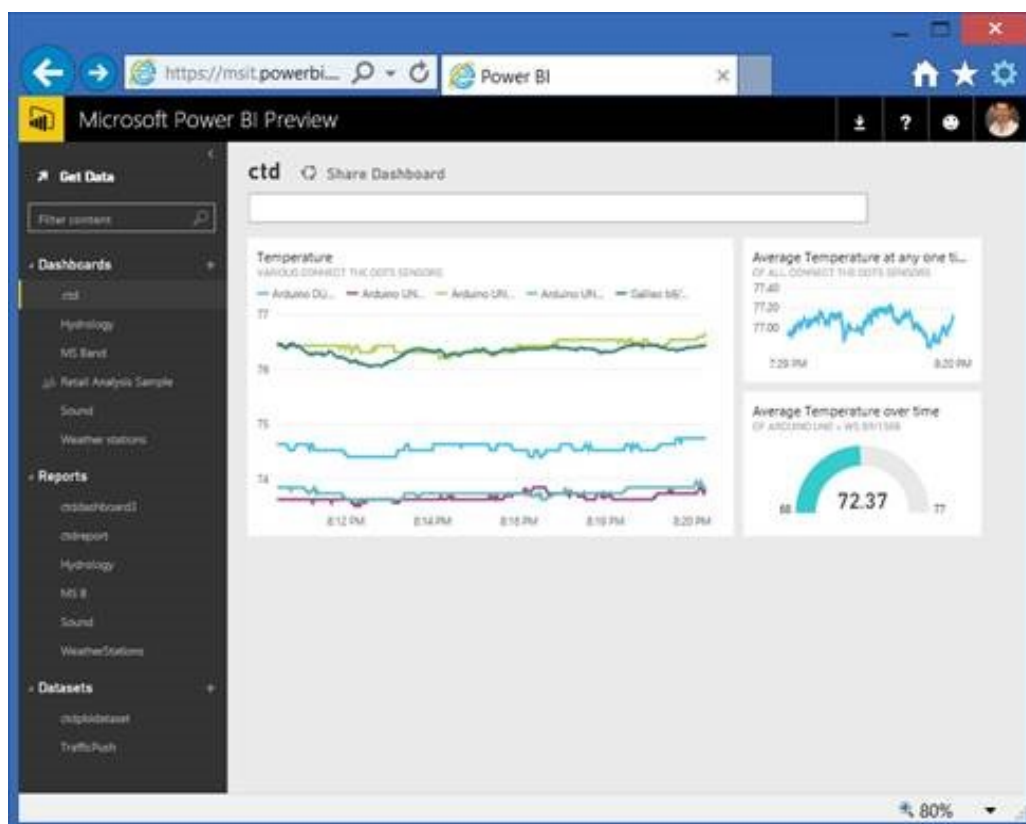 https://msit.powerbi...
Power BI
Microsoft Power BI Preview
Get Data
Filter content
Dashboards
ctd
Hydrology
MS Band
Retail Analysis Sample
Sound
Weather stations
Reports
ctddashboard3
ctdreport
Hydrology
MS B
Sound
WeatherStations
Datasets
TrafficPush
ctd Share Dashboard
Temperature
VARIOUS CONNECT THE DOTS SENSORS
Arduino DU... Arduino UN... Arduino UN... Arduino UN... Galileo
77
76
75
74
8:12 PM 8:14 PM 8:16 PM 8:18 PM 8:20 PM
Average Temperature at any one ti...
OF ALL CONNECT THE DOTS SENSORS
77.40
77.20
77.00
7:29 PM 8:20 PM
Average Temperature over time
OF ARDUINO UNO
68 72.37 77
80%